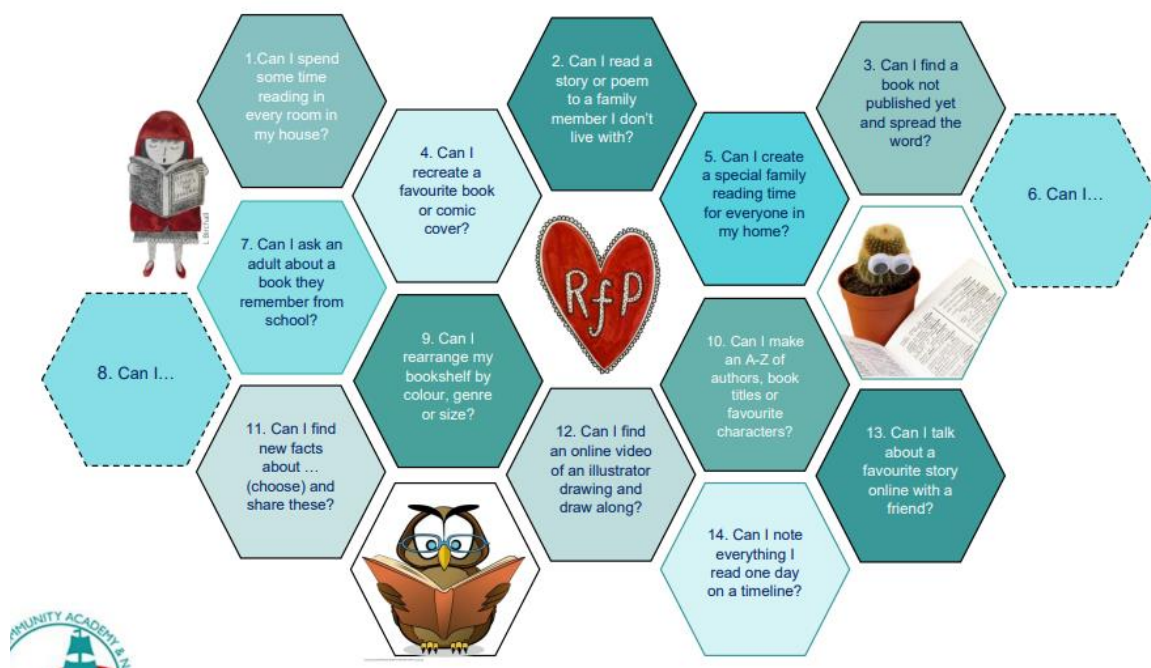 1.Can I spend
some time
reading in
every room in
my house?
2. Can I read a
story or poem
to a family
member I don't
live with?
3. Can I find a
book not
published yet
and spread the
word?
4. Can I
recreate a
favourite book
or comic
cover?
5. Can I create
a special family
reading time
for everyone in
my home?
6. Can I…
7. Can I ask an
adult about a
book they
remember from
school?
RfP
8. Can I…
9. Can I
rearrange my
bookshelf by
colour, genre
or size?
10. Can I make
an A-Z of
authors, book
titles or
favourite
characters?
11. Can I find
new facts
about …
(choose) and
share these?
12. Can I find
an online video
of an illustrator
drawing and
draw along?
13. Can I talk
about a
favourite story
online with a
friend?
14. Can I note
everything I
read one day
on a timeline?
L Birchall
MMUNITY ACADEMY & N